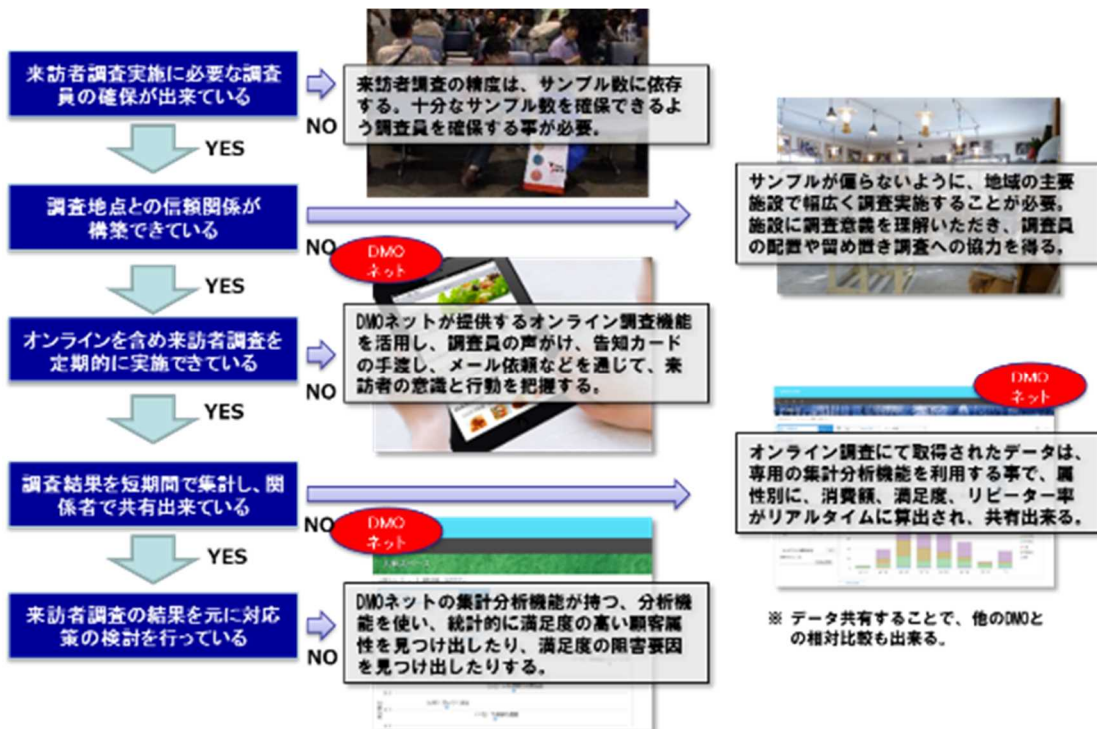 来訪者調査実施に必要な調査
員の確保が出来ている
NO
来訪者調査の精度は、サンプル数に依存
する。十分なサンプル数を確保できるよ
う調査員を確保する事が必要。
YES
調査地点との信頼関係が
構築できている
NO
サンプルが偏らないように、地域の主要
施設で幅広く調査実施することが必要。
施設に調査意義を理解いただき、調査員
の配置や留め置き調査への協力を得る。
YES
オンラインを含め来訪者調査を
定期的に実施できている
NO
DMO
ネット
DMOネットが提供するオンライン調査機能
を活用し、調査員の声がけ、告知カード
の手渡し、メール依頼などを通じて、来
訪者の意識と行動を把握する。
YES
調査結果を短期間で集計し、関
係者で共有出来ている
NO
DMO
ネット
オンライン調査にて取得されたデータは、
専用の集計分析機能を利用する事で、属
性別に、消費額、満足度、リピーター率
がリアルタイムに算出され、共有出来る。
YES
来訪者調査の結果を元に対応
策の検討を行っている
NO
DMO
ネット
DMOネットの集計分析機能が持つ、分析機
能を使い、統計的に満足度の高い顧客属
性を見つけ出したり、満足度の阻害要因
を見つけ出したりする。
※ データ共有することで、他のDMOと
の相対比較も出来る。